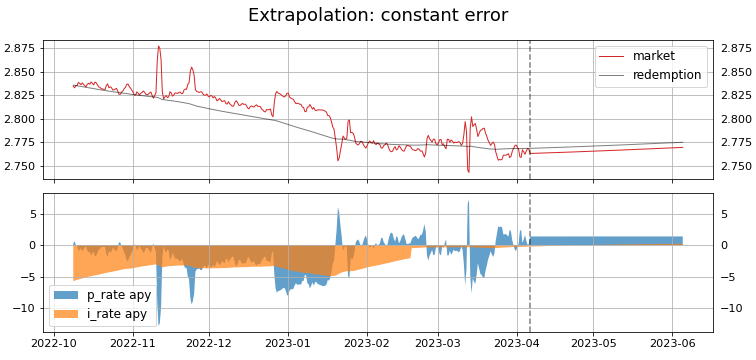 Extrapolation: constant error
2.875 2.875
2.850 2.850
2.825 2.825
2.800 2.800
2.775 2.775
2.750 2.750
market
redemption
5 5
0 0
−5 −5
−10 −10
p_rate apy
i_rate apy
2022-10 2022-11 2022-12 2023-01 2023-02 2023-03 2023-04 2023-05 2023-06